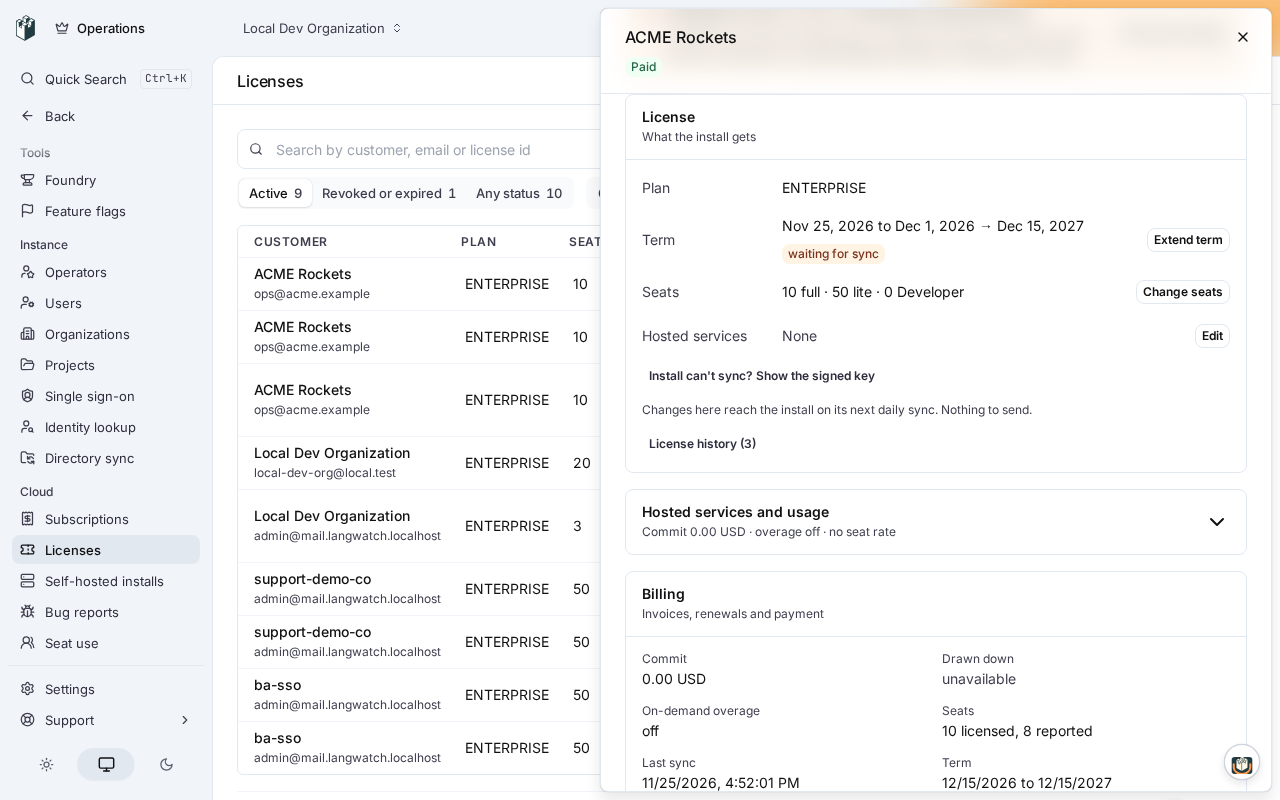 Operations
Local Dev Organization
Quick Search Ctrl+K
Back
Tools
Foundry
Feature flags
Instance
Operators
Users
Organizations
Projects
Single sign-on
Identity lookup
Directory sync
Cloud
Subscriptions
Licenses
Self-hosted installs
Bug reports
Seat use
Settings
Support
Licenses
Search by customer, email or license id
Active 9 Revoked or expired 1 Any status 10
CUSTOMER PLAN SEAT
ACME Rockets
ops@acme.example
ENTERPRISE 10
ACME Rockets
ops@acme.example
ENTERPRISE 10
ACME Rockets
ops@acme.example
ENTERPRISE 10
Local Dev Organization
local-dev-org@local.test
ENTERPRISE 20
Local Dev Organization
admin@mail.langwatch.localhost
ENTERPRISE 3
support-demo-co
admin@mail.langwatch.localhost
ENTERPRISE 50
support-demo-co
admin@mail.langwatch.localhost
ENTERPRISE 50
ba-sso
admin@mail.langwatch.localhost
ENTERPRISE 50
ba-sso
admin@mail.langwatch.localhost
ENTERPRISE 50
ACME Rockets
Paid
License
What the install gets
Plan ENTERPRISE
Term Nov 25, 2026 to Dec 1, 2026 → Dec 15, 2027
waiting for sync
Extend term
Seats 10 full · 50 lite · 0 Developer Change seats
Hosted services None Edit
Install can't sync? Show the signed key
Changes here reach the install on its next daily sync. Nothing to send.
License history (3)
Hosted services and usage
Commit 0.00 USD · overage off · no seat rate
Billing
Invoices, renewals and payment
Commit Drawn down
0.00 USD unavailable
On-demand overage Seats
off 10 licensed, 8 reported
Last sync Term
11/25/2026, 4:52:01 PM 12/15/2026 to 12/15/2027